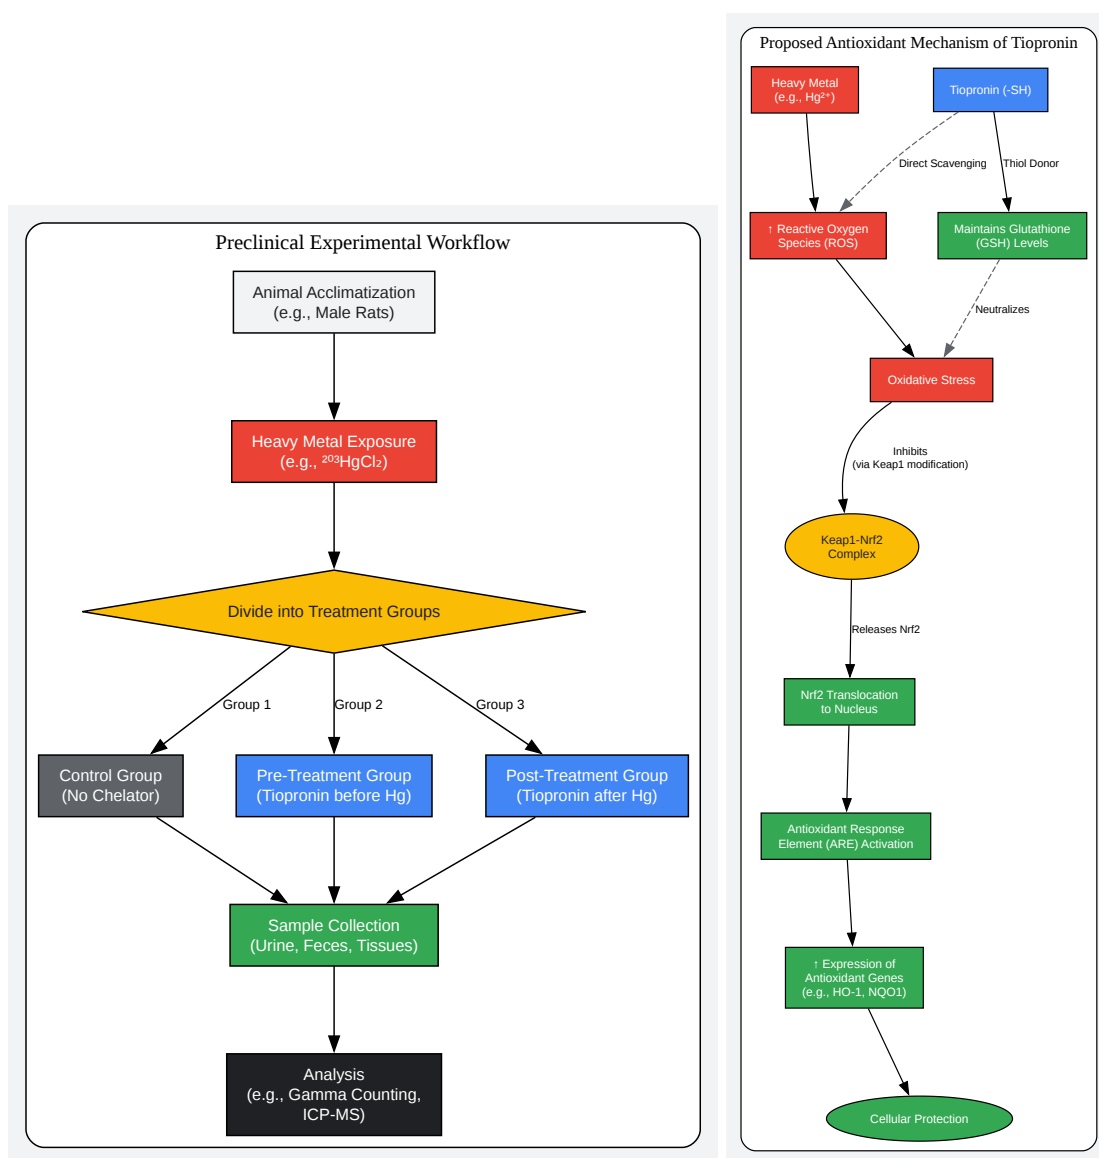 Preclinical Experimental Workflow
Animal Acclimatization
(e.g., Male Rats)
Heavy Metal Exposure
(e.g., ²⁰³HgCl₂)
Divide into Treatment Groups
Group 1
Group 2
Group 3
Control Group
(No Chelator)
Pre-Treatment Group
(Tiopronin before Hg)
Post-Treatment Group
(Tiopronin after Hg)
Sample Collection
(Urine, Feces, Tissues)
Analysis
(e.g., Gamma Counting,
ICP-MS)
Proposed Antioxidant Mechanism of Tiopronin
Heavy Metal
(e.g., Hg²⁺)
Tiopronin (-SH)
Direct Scavenging
Thiol Donor
↑ Reactive Oxygen
Species (ROS)
Maintains Glutathione
(GSH) Levels
Neutralizes
Oxidative Stress
Inhibits
(via Keap1 modification)
Keap1-Nrf2
Complex
Releases Nrf2
Nrf2 Translocation
to Nucleus
Antioxidant Response
Element (ARE) Activation
↑ Expression of
Antioxidant Genes
(e.g., HO-1, NQO1)
Cellular Protection